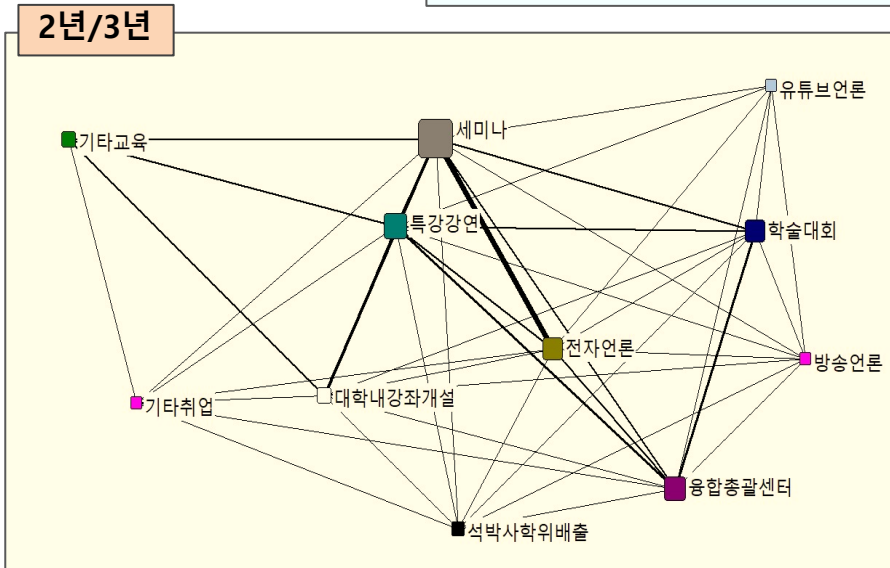 2년/3년
유튜브언론
세미나
기타교육
특강강연
학술대회
전자언론
방송언론
대학내강좌개설
기타취업
융합총괄센터
석박사학위배출